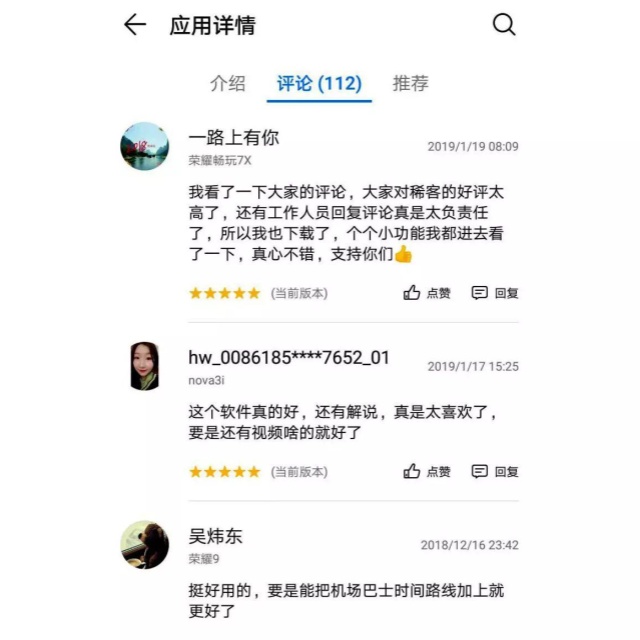 应用详情
介绍 评论 (112) 推荐
一路上有你
2019/1/19 08:09
荣耀畅玩7X
我看了一下大家的评论，大家对稀客的好评太
高了，还有工作人员回复评论真是太负责任
了，所以我也下载了，个个小功能我都进去看
了一下，真心不错，支持你们👍
(当前版本) 点赞 回复
hw_0086185****7652_01
2019/1/17 15:25
nova3i
这个软件真的好，还有解说，真是太喜欢了，
要是还有视频啥的就好了
(当前版本) 点赞 回复
吴炜东
2018/12/16 23:42
荣耀9
挺好用的，要是能把机场巴士时间路线加上就
更好了